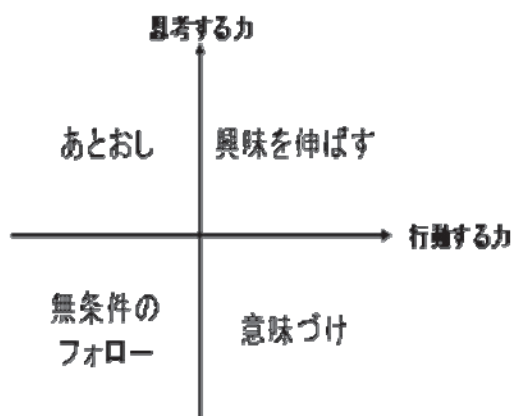 思考する力
あとおし
興味を伸ばす
行動する力
無条件の
フォロー
意味づけ